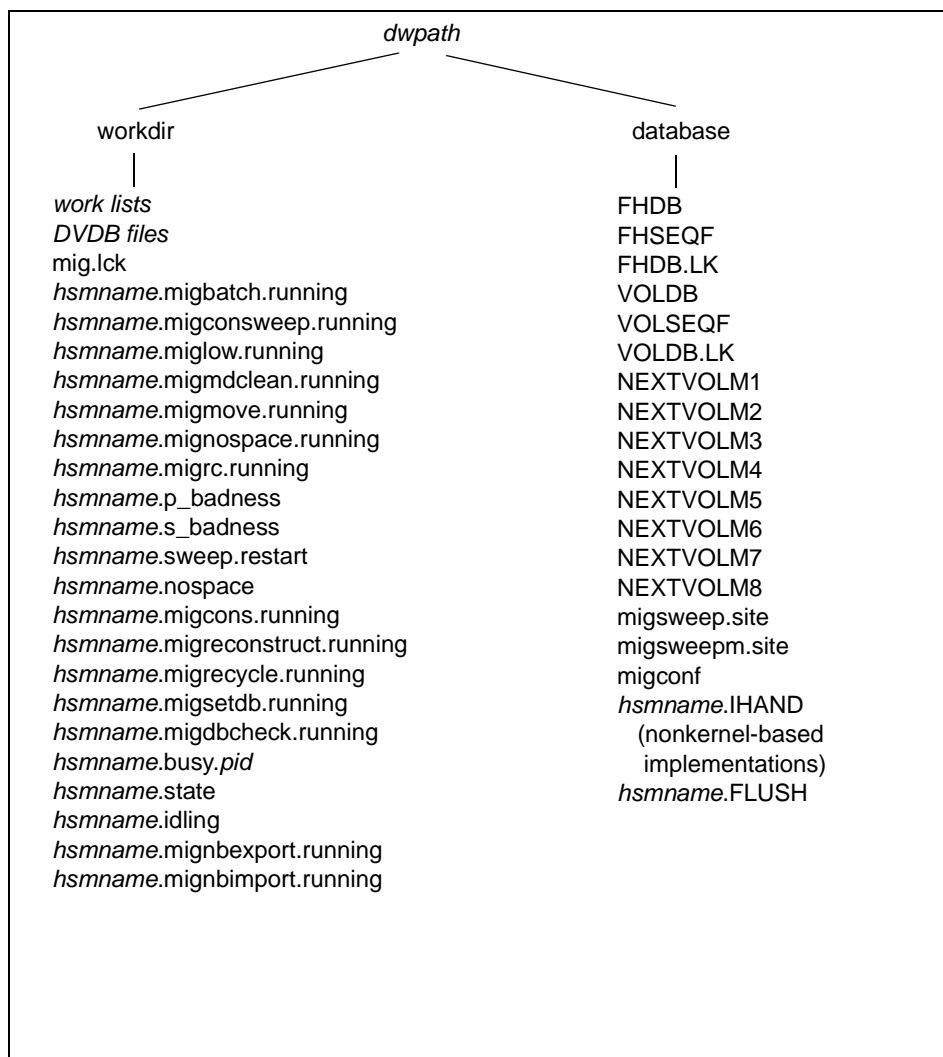 dwpath
workdir
work lists
DVDB files
mig.lck
hsmname.migbatch.running
hsmname.migconsweep.running
hsmname.miglow.running
hsmname.migmdclean.running
hsmname.migmove.running
hsmname.mignospace.running
hsmname.migrc.running
hsmname.p_badness
hsmname.s_badness
hsmname.sweep.restart
hsmname.nospace
hsmname.migcons.running
hsmname.migreconstruct.running
hsmname.migrecycle.running
hsmname.migsetdb.running
hsmname.migdbcheck.running
hsmname.busy.pid
hsmname.state
hsmname.idling
hsmname.mignbexport.running
hsmname.mignbimport.running
database
FHDB
FHSEQF
FHDB.LK
VOLDB
VOLSEQF
VOLDB.LK
NEXTVOLM1
NEXTVOLM2
NEXTVOLM3
NEXTVOLM4
NEXTVOLM5
NEXTVOLM6
NEXTVOLM7
NEXTVOLM8
migsweep.site
migsweepm.site
migconf
hsmname.IHAND
(nonkernel-based
implementations)
hsmname.FLUSH